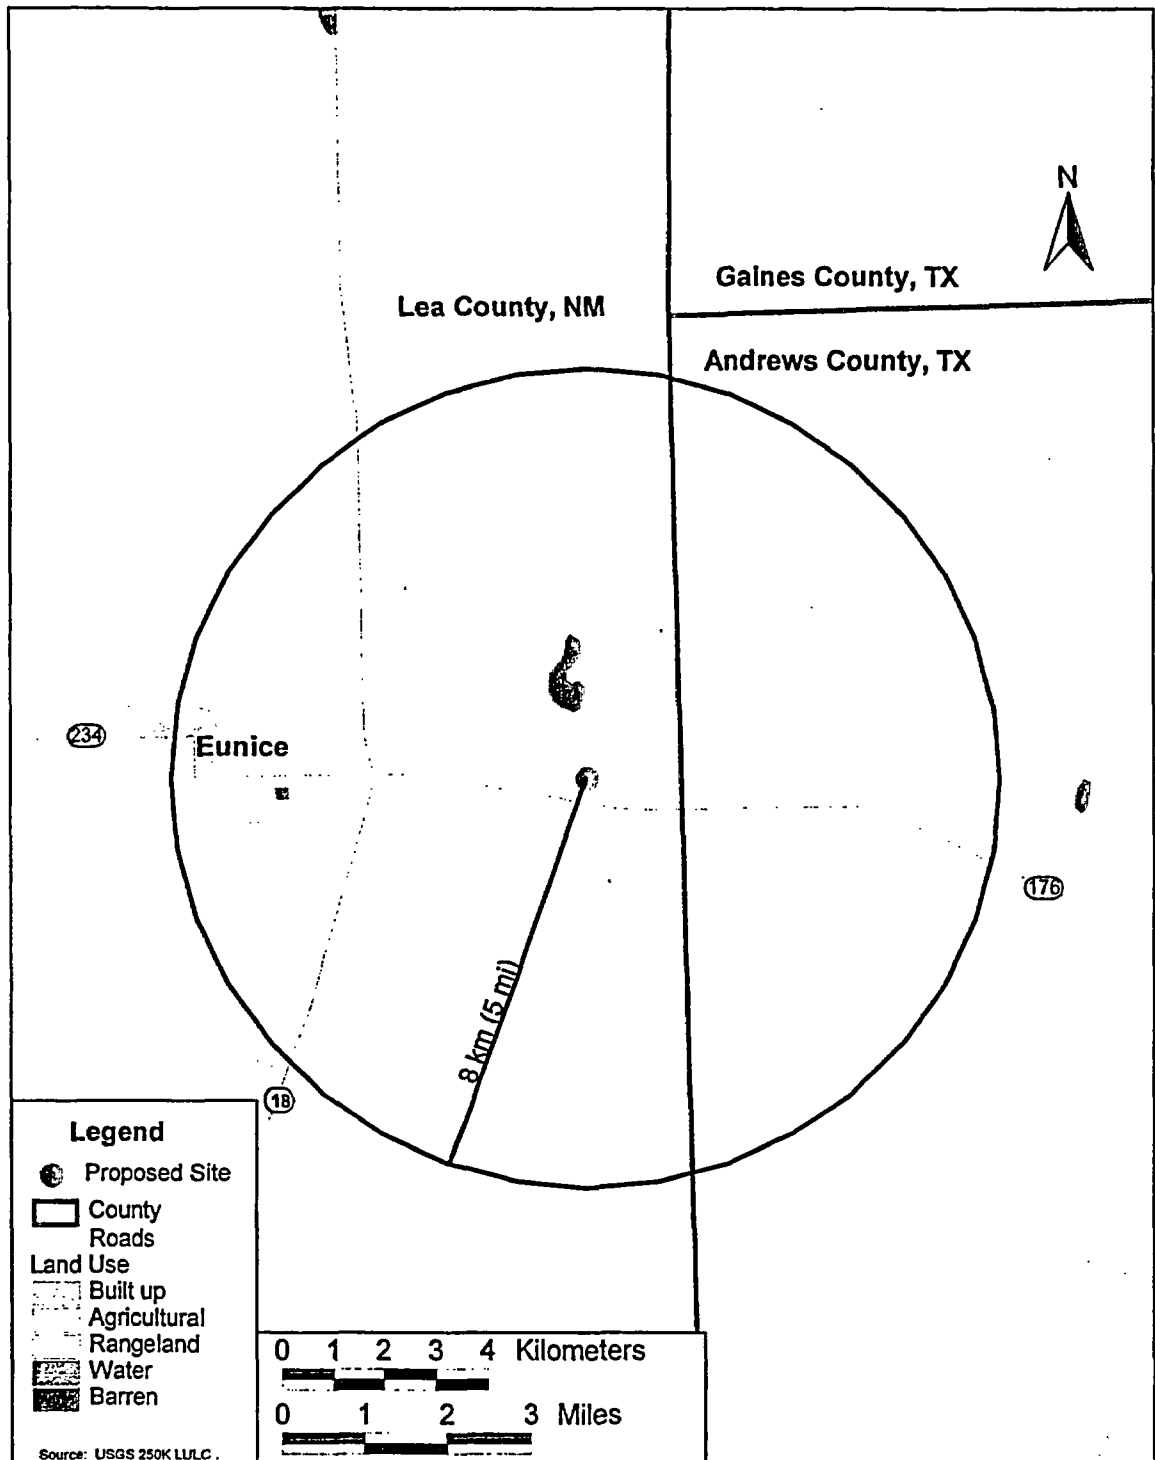 N
Gaines County, TX
Lea County, NM
Andrews County, TX
234
Eunice
176
8 km (5 mi)
18
Legend
Proposed Site
County
Roads
Land Use
Built up
Agricultural
Rangeland
Water
Barren
Source: USGS 250K LULC .
0 1 2 3 4 Kilometers
0 1 2 3 Miles